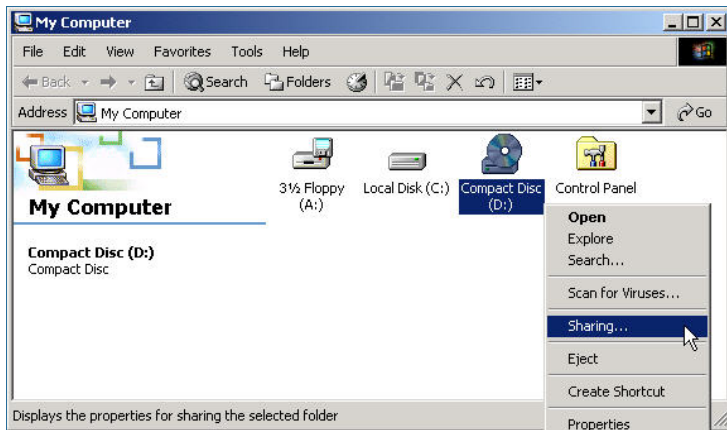 My Computer
File Edit View Favorites Tools Help
Back Search Folders
Address My Computer Go
3½ Floppy (A:)
Local Disk (C:)
Compact Disc (D:)
Control Panel
My Computer
Compact Disc (D:)
Compact Disc
Open
Explore
Search...
Scan for Viruses...
Sharing...
Eject
Create Shortcut
Properties
Displays the properties for sharing the selected folder